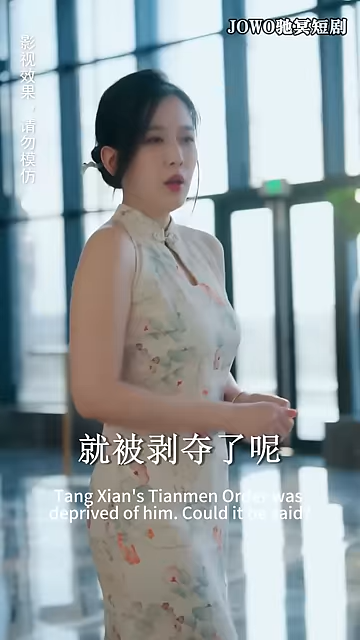 JOWO驰冥短剧
影视效果，请勿模仿
就被剥夺了呢
Tang Xian's Tianmen Order was
deprived of him. Could it be said?